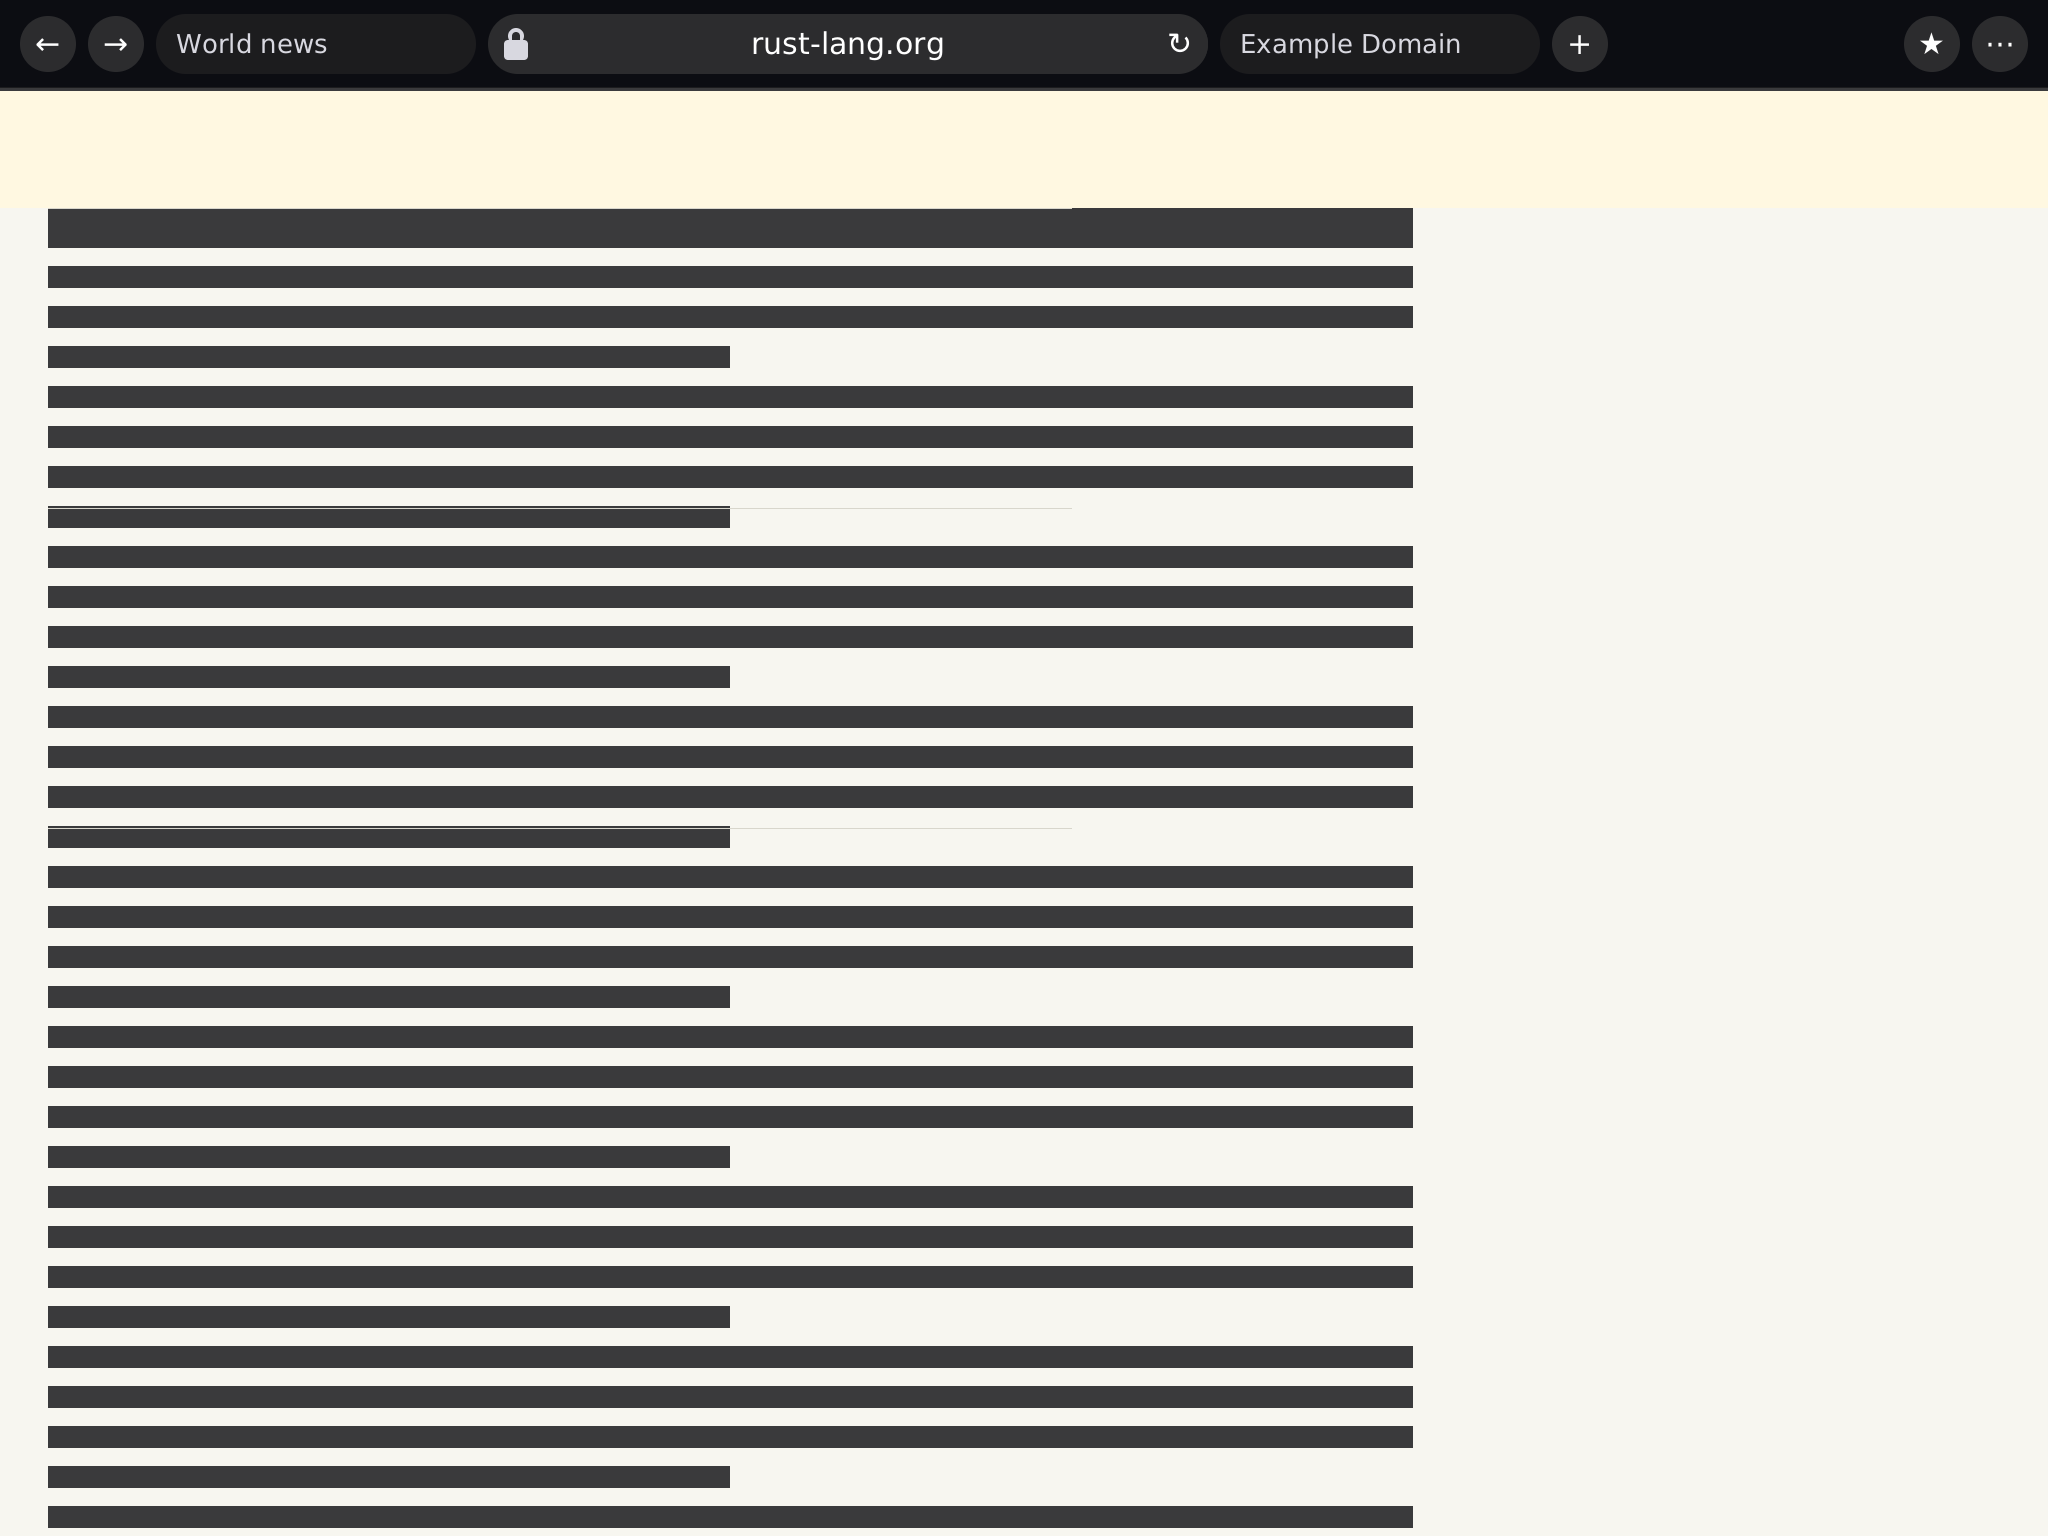 ← → World news rust-lang.org ↻ Example Domain + ★ ⋯